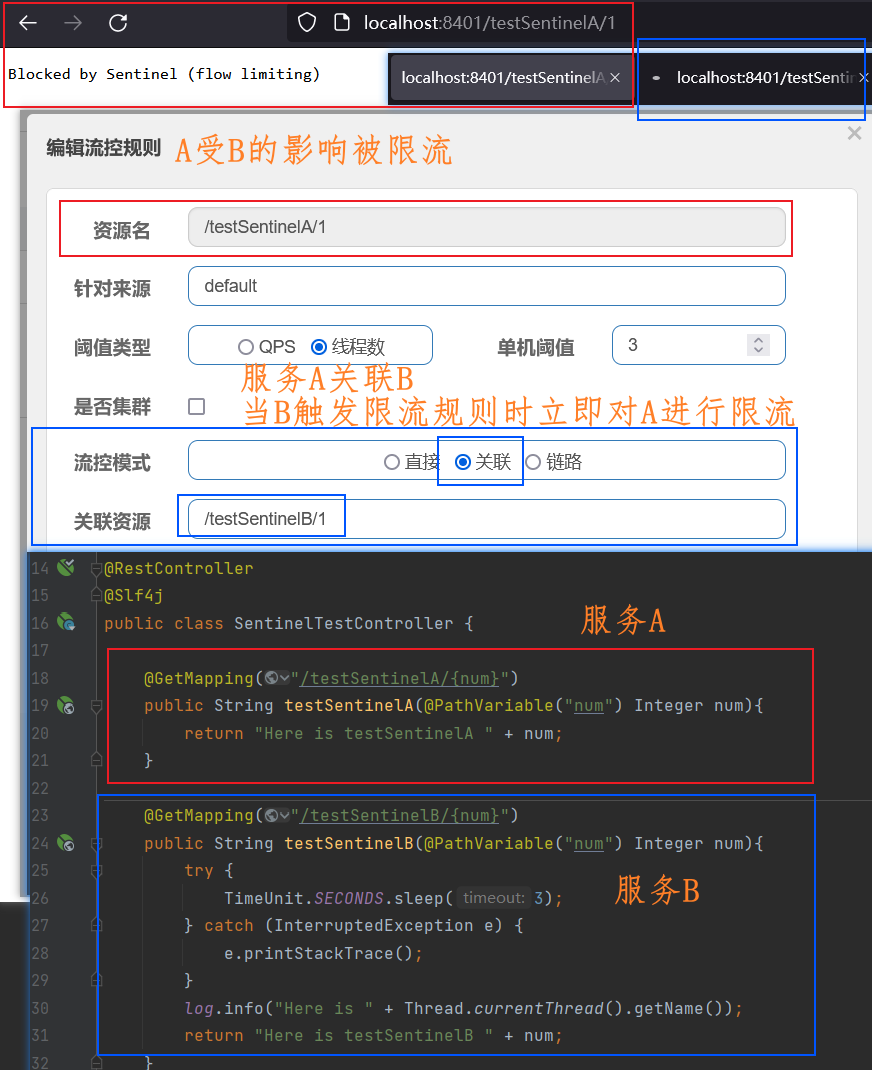 localhost:8401/testSentinelA/1
Blocked by Sentinel (flow limiting)
localhost:8401/testSentinelA
localhost:8401/testSentin
编辑流控规则
A受B的影响被限流
资源名 /testSentinelA/1
针对来源 default
阈值类型 QPS 线程数 单机阈值 3
服务A关联B
是否集群
当B触发限流规则时立即对A进行限流
流控模式 直接 关联 链路
关联资源 /testSentinelB/1
14 @RestController
15 @Slf4j
16 public class SentinelTestController {
服务A
17
18 @GetMapping("/testSentinelA/{num}")
19 public String testSentinelA(@PathVariable("num") Integer num){
20 return "Here is testSentinelA " + num;
21 }
22
23 @GetMapping("/testSentinelB/{num}")
24 public String testSentinelB(@PathVariable("num") Integer num){
25 try {
服务B
26 TimeUnit.SECONDS.sleep( timeout: 3);
27 } catch (InterruptedException e) {
28 e.printStackTrace();
29 }
30 log.info("Here is " + Thread.currentThread().getName());
31 return "Here is testSentinelB " + num;
32 }